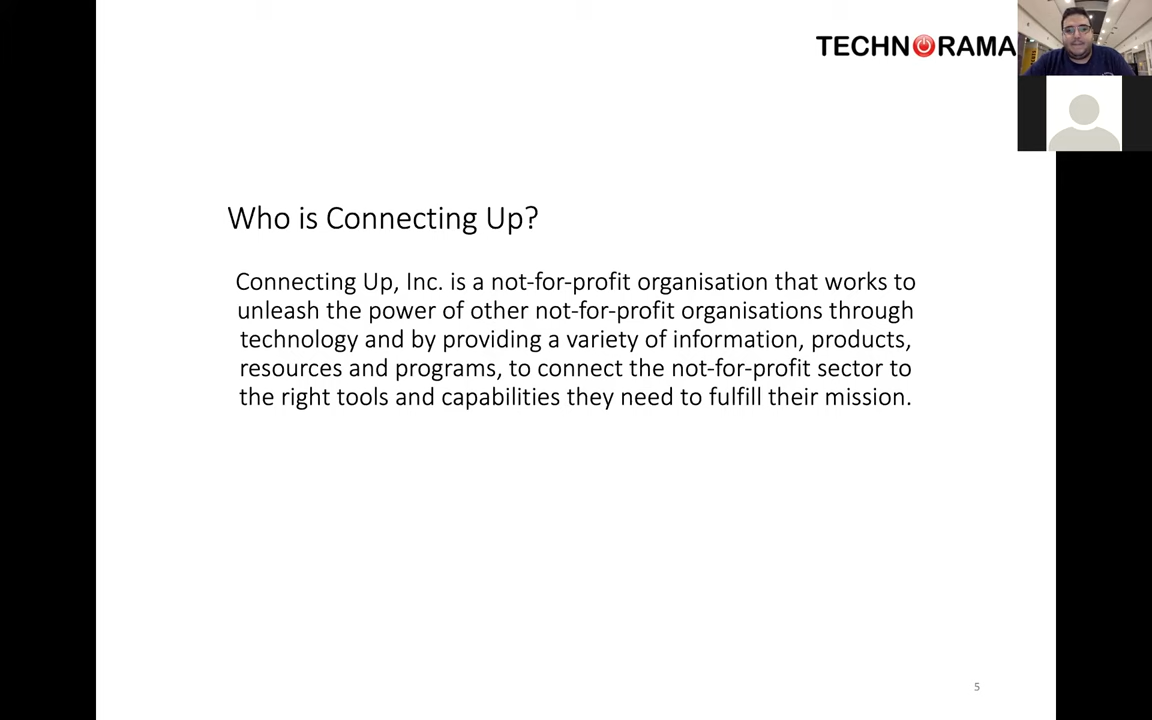 TECHNORAMA
Who is Connecting Up?
Connecting Up, Inc. is a not-for-profit organisation that works to
unleash the power of other not-for-profit organisations through
technology and by providing a variety of information, products,
resources and programs, to connect the not-for-profit sector to
the right tools and capabilities they need to fulfill their mission.
5